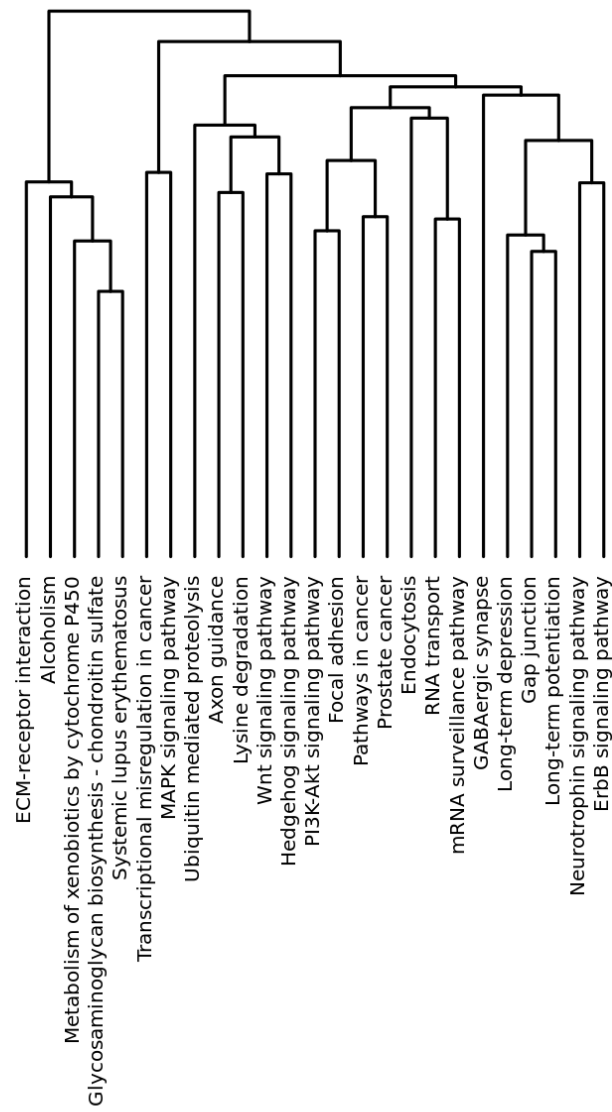 ECM-receptor interaction
Alcoholism
Metabolism of xenobiotics by cytochrome P450
Glycosaminoglycan biosynthesis - chondroitin sulfate
Systemic lupus erythematosus
Transcriptional misregulation in cancer
MAPK signaling pathway
Ubiquitin mediated proteolysis
Axon guidance
Lysine degradation
Wnt signaling pathway
Hedgehog signaling pathway
PI3K-Akt signaling pathway
Focal adhesion
Pathways in cancer
Prostate cancer
Endocytosis
RNA transport
mRNA surveillance pathway
GABAergic synapse
Long-term depression
Gap junction
Long-term potentiation
Neurotrophin signaling pathway
ErbB signaling pathway